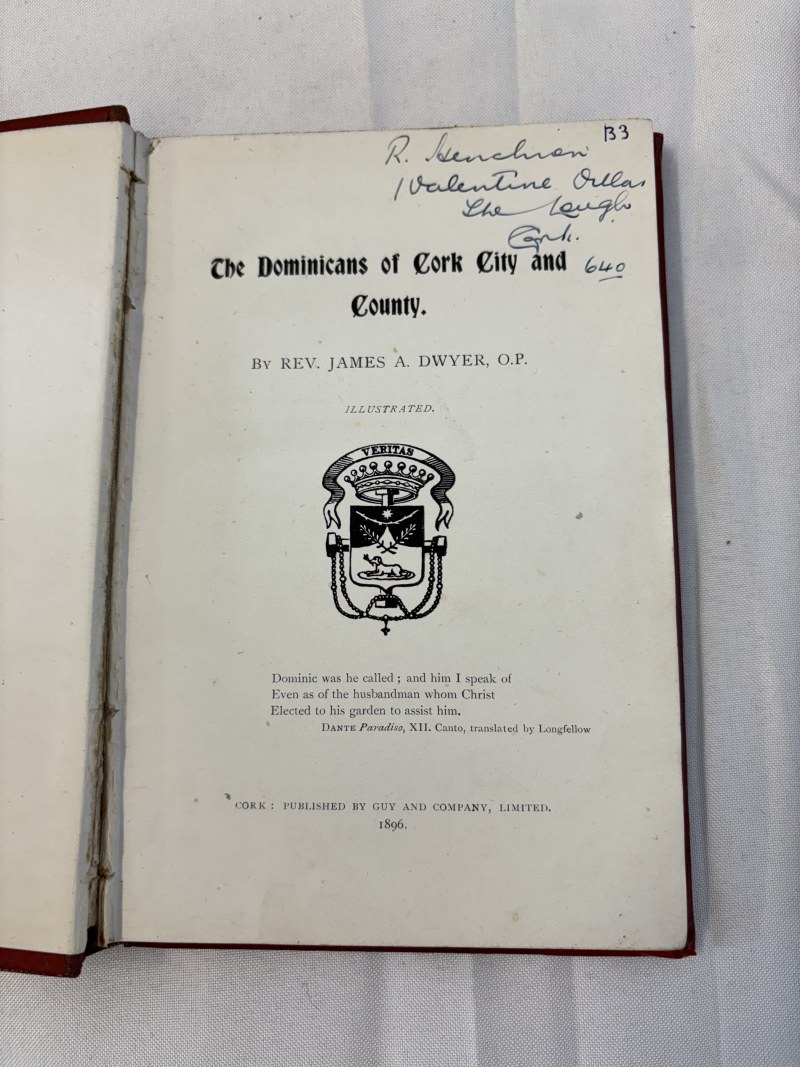 B3
R. Henchion
1 Valentine Villas
The Lough
Cork.
The Dominicans of Cork City and
640
County.
By REV. JAMES A. DWYER, O.P.
ILLUSTRATED.
VERITAS
Dominic was he called ; and him I speak of
Even as of the husbandman whom Christ
Elected to his garden to assist him.
DANTE Paradiso, XII. Canto, translated by Longfellow
CORK : PUBLISHED BY GUY AND COMPANY, LIMITED.
1896.